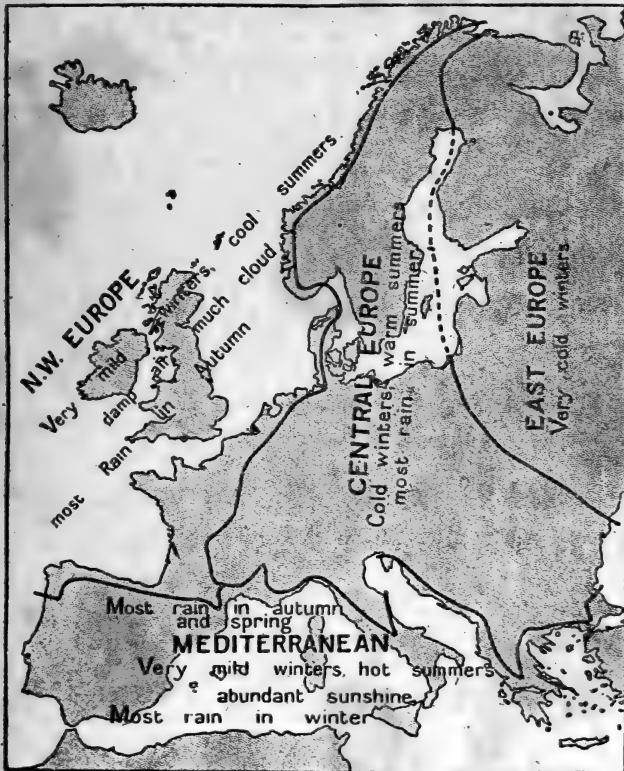 N.W. EUROPE
Very mild winters, cool summers
damp air much cloud
most Rain in Autumn
CENTRAL EUROPE
Cold winters, warm summers
most rain in summer
EAST EUROPE
Very cold winters
Most rain in autumn
and spring
MEDITERRANEAN
Very mild winters, hot summers
abundant sunshine
Most rain in winter